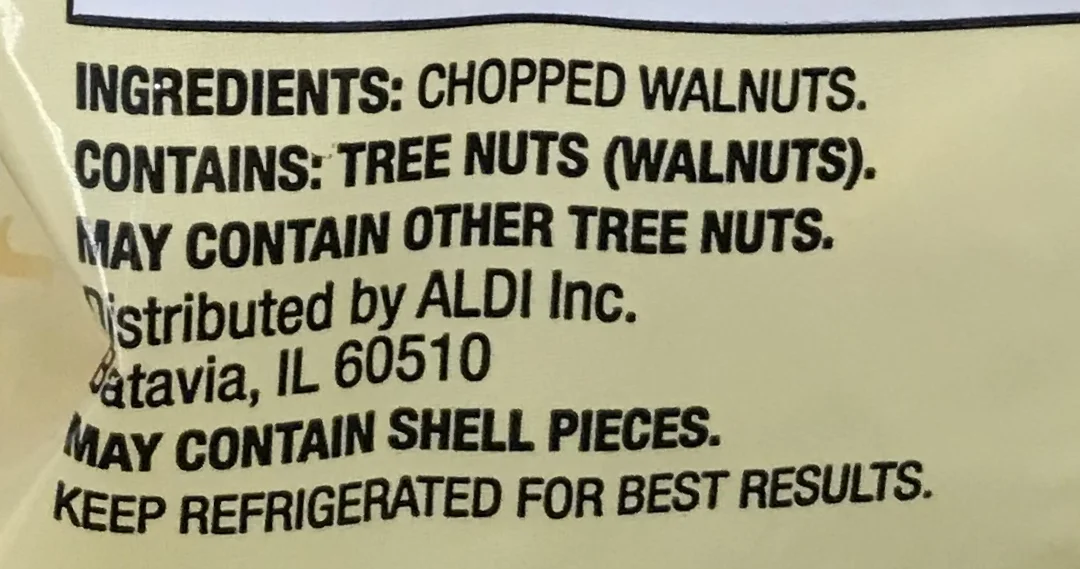 INGREDIENTS: CHOPPED WALNUTS.
CONTAINS: TREE NUTS (WALNUTS).
MAY CONTAIN OTHER TREE NUTS.
Distributed by ALDI Inc.
Batavia, IL 60510
MAY CONTAIN SHELL PIECES.
KEEP REFRIGERATED FOR BEST RESULTS.